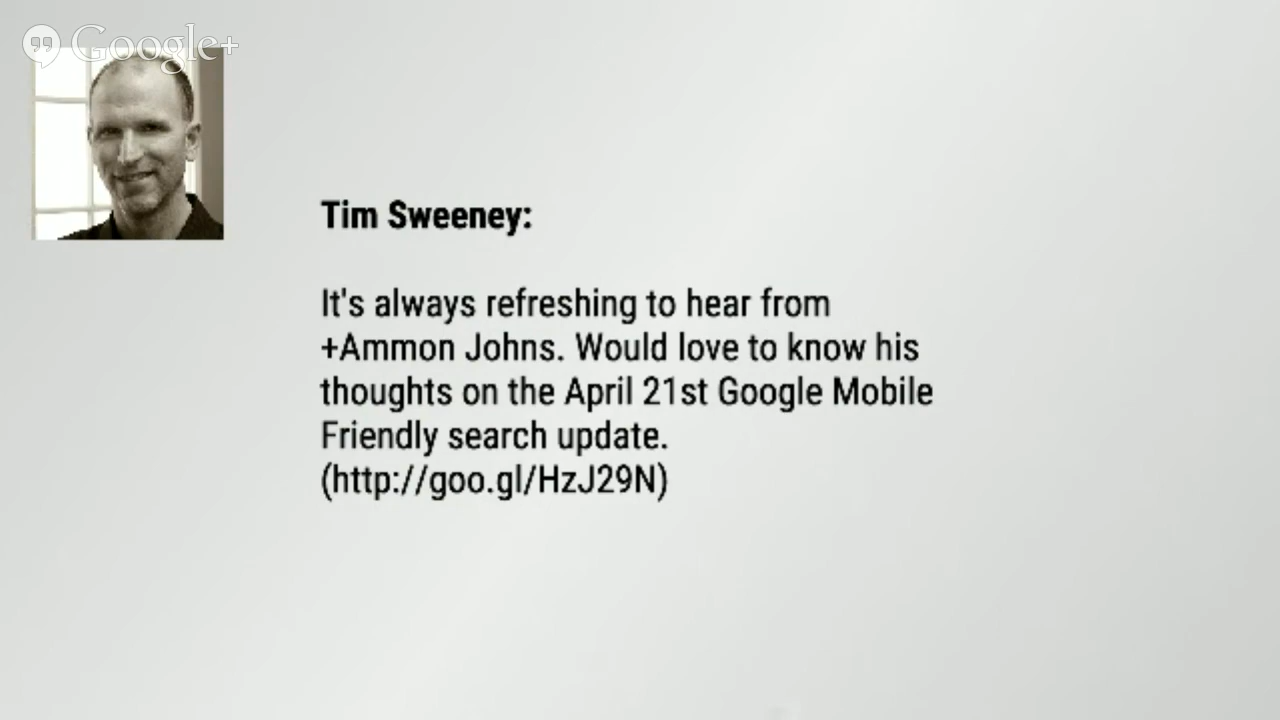 Google+
Tim Sweeney:
It's always refreshing to hear from
+Ammon Johns. Would love to know his
thoughts on the April 21st Google Mobile
Friendly search update.
(http://goo.gl/HzJ29N)